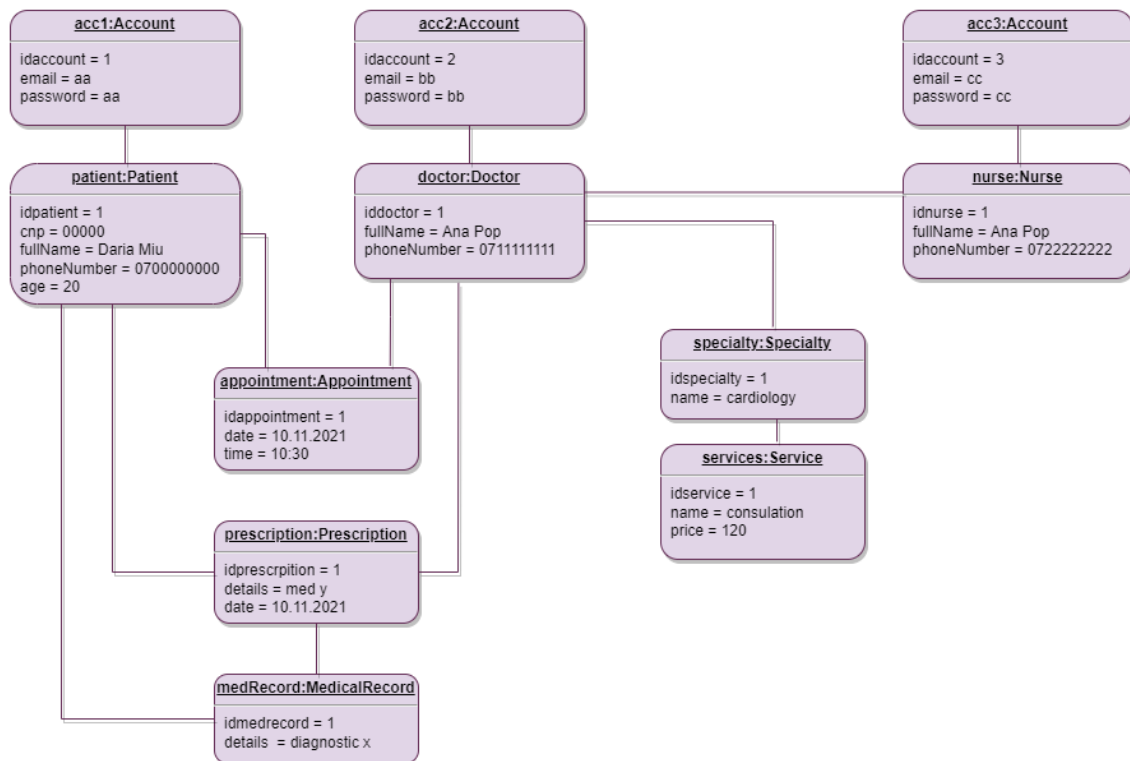 acc1:Account
idaccount = 1
email = aa
password = aa
acc2:Account
idaccount = 2
email = bb
password = bb
acc3:Account
idaccount = 3
email = cc
password = cc
patient:Patient
idpatient = 1
cnp = 00000
fullName = Daria Miu
phoneNumber = 0700000000
age = 20
doctor:Doctor
iddoctor = 1
fullName = Ana Pop
phoneNumber = 0711111111
nurse:Nurse
idnurse = 1
fullName = Ana Pop
phoneNumber = 0722222222
specialty:Specialty
idspecialty = 1
name = cardiology
appointment:Appointment
idappointment = 1
date = 10.11.2021
time = 10:30
services:Service
idservice = 1
name = consulation
price = 120
prescription:Prescription
idprescrpition = 1
details = med y
date = 10.11.2021
medRecord:MedicalRecord
idmedrecord = 1
details  = diagnostic x